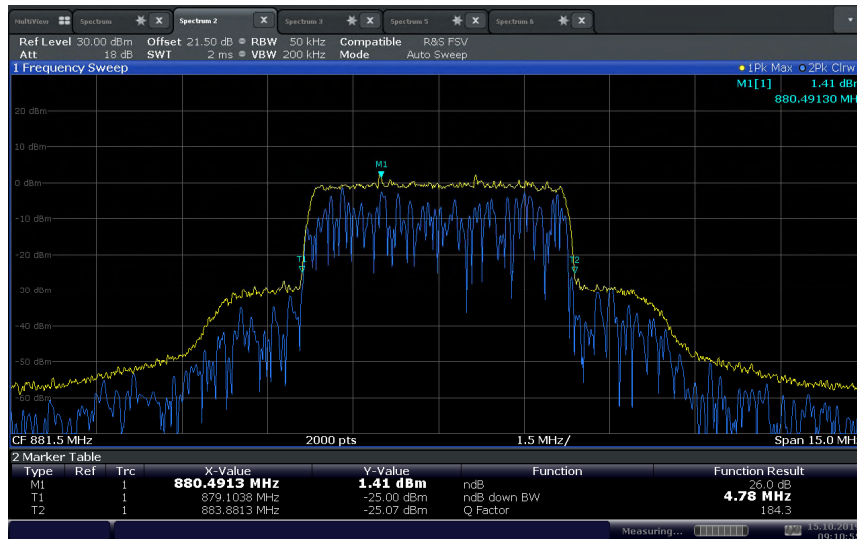 MultiView Spectrum X Spectrum 2 X Spectrum 3 X Spectrum 5 X Spectrum 6 X
Ref Level 30.00 dBm Offset 21.50 dB RBW 50 kHz Compatible R&S FSV
Att 18 dB SWT 2 ms VBW 200 kHz Mode Auto Sweep
1 Frequency Sweep 1Pk Max 2Pk Clrw
M1[1] 1.41 dBm
880.49130 MH
20 dBm
10 dBm
M1
0 dBm
-10 dBm
-20 dBm
T1 T2
-30 dBm
-40 dBm
-50 dBm
-60 dBm
CF 881.5 MHz 2000 pts 1.5 MHz/ Span 15.0 MHz
2 Marker Table
Type Ref Trc X-Value Y-Value Function Function Result
M1 1 880.4913 MHz 1.41 dBm ndB 26.0 dB
T1 1 879.1038 MHz -25.00 dBm ndB down BW 4.78 MHz
T2 1 883.8813 MHz -25.07 dBm Q Factor 184.3
Measuring... 15.10.201
09:10:5